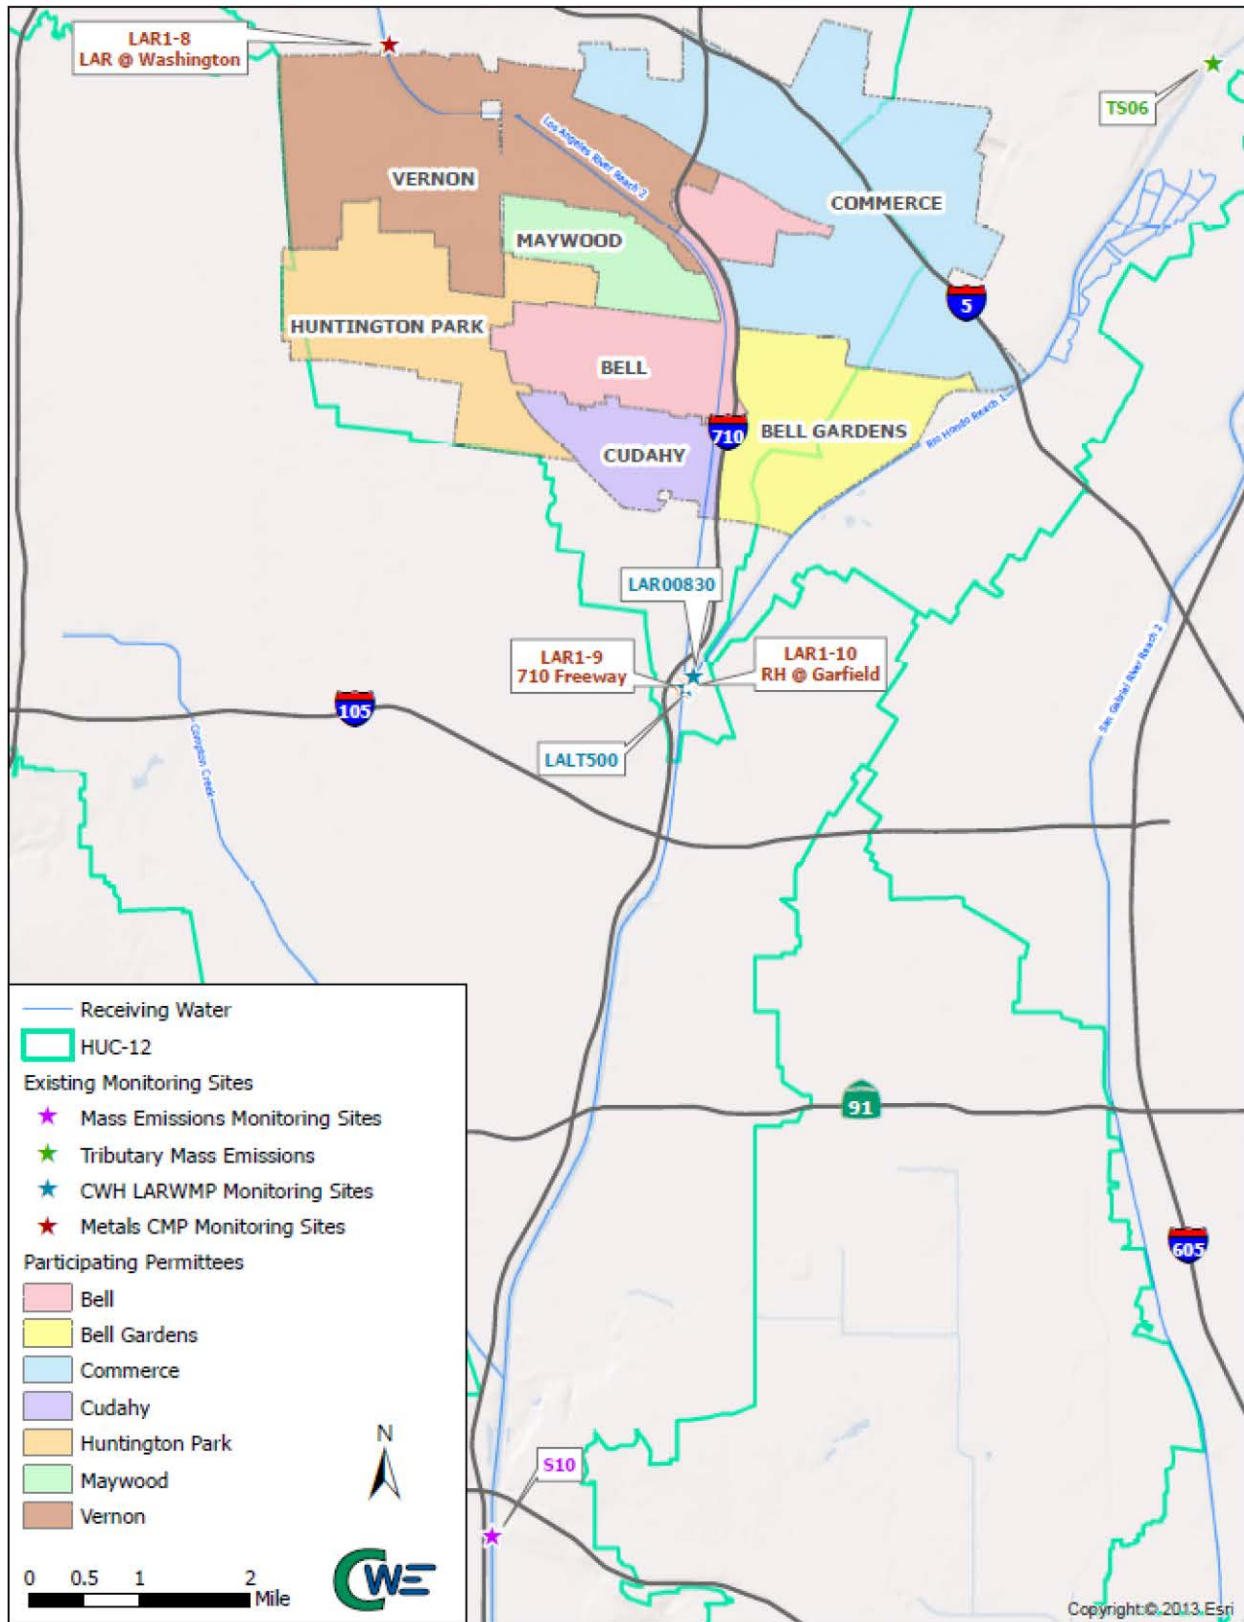 LAR1-8
LAR @ Washington
TS06
Los Angeles River Reach 2
VERNON
COMMERCE
MAYWOOD
5
HUNTINGTON PARK
BELL
Rio Hondo Reach 1
710
BELL GARDENS
CUDAHY
LAR00830
LAR1-9
710 Freeway
LAR1-10
RH @ Garfield
San Gabriel River Reach 2
105
Compton Creek
LALT500
Receiving Water
HUC-12
Existing Monitoring Sites
Mass Emissions Monitoring Sites
Tributary Mass Emissions
CWH LARWMP Monitoring Sites
Metals CMP Monitoring Sites
Participating Permittees
Bell
Bell Gardens
Commerce
Cudahy
Huntington Park
Maywood
Vernon
91
605
S10
N
0 0.5 1 2
Mile
CWE
Copyright:© 2013 Esri